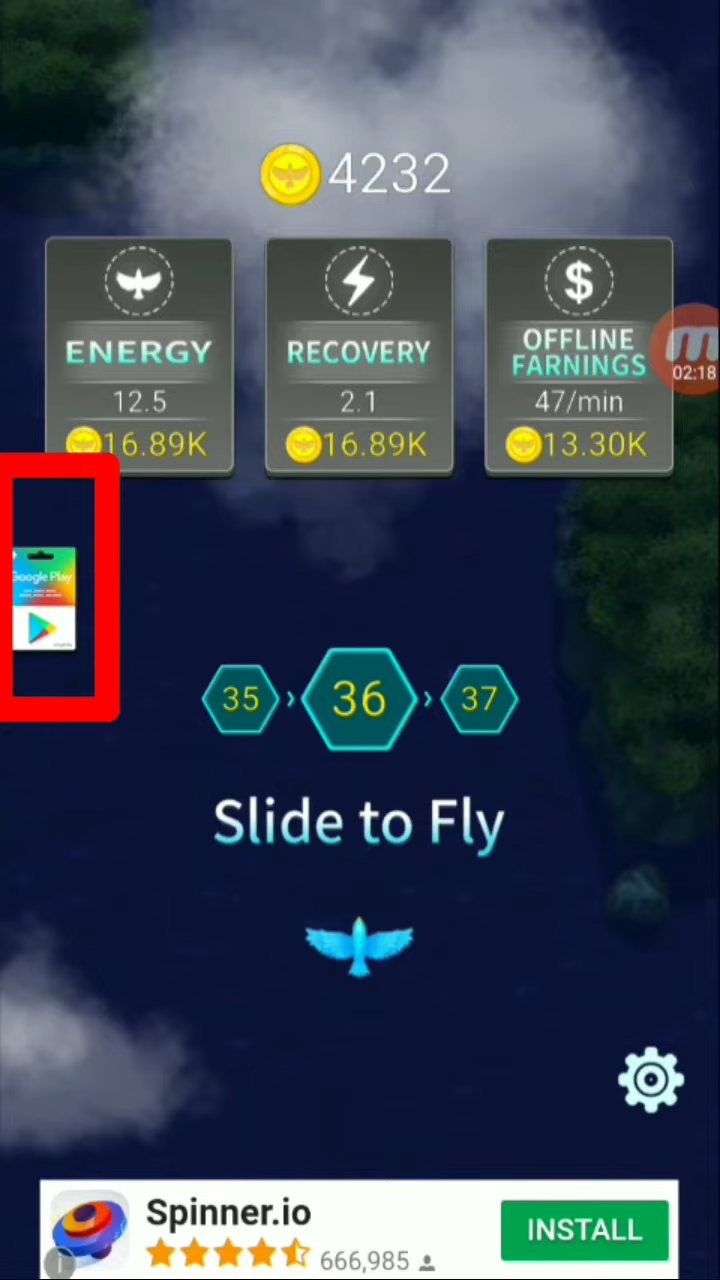 4232
ENERGY
12.5
16.89K
RECOVERY
2.1
16.89K
OFFLINE
FARNINGS
47/min
13.30K
02:18
Google Play
35 › 36 › 37
Slide to Fly
Spinner.io
666,985
INSTALL